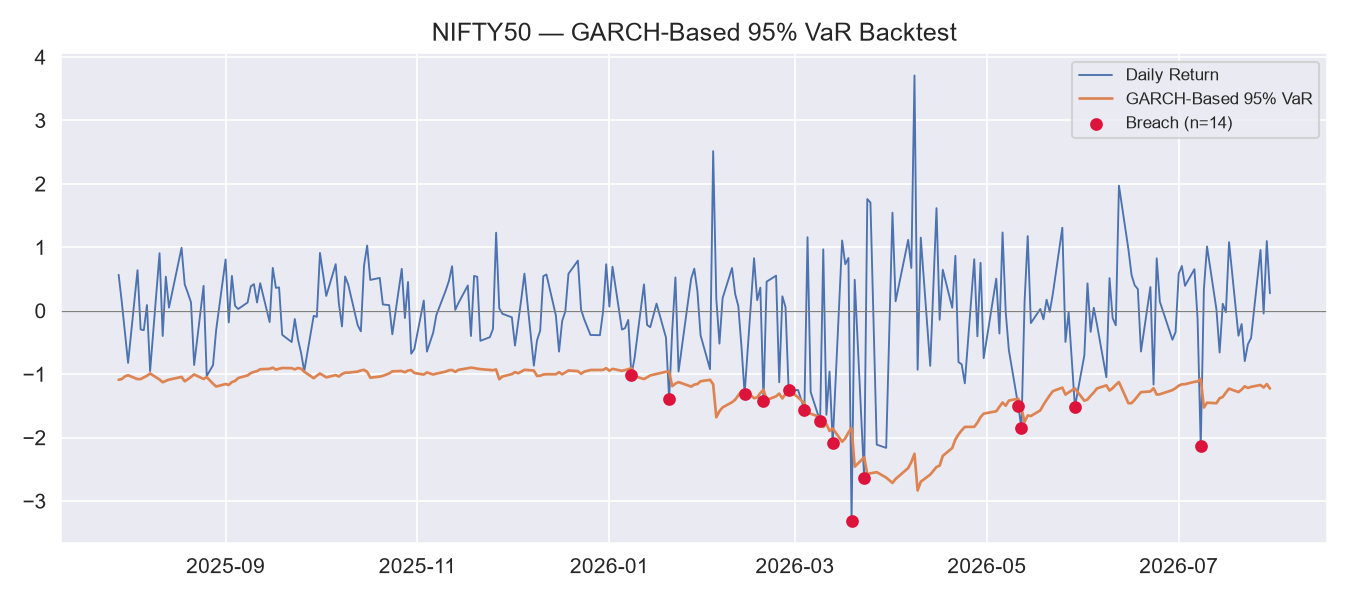 NIFTY50 — GARCH-Based 95% VaR Backtest
4
3
2
1
0
−1
−2
−3
Daily Return
GARCH-Based 95% VaR
Breach (n=14)
2025-09 2025-11 2026-01 2026-03 2026-05 2026-07